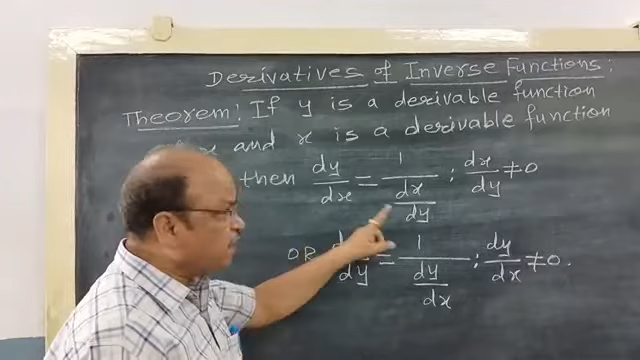 Derivatives of Inverse Functions:
Theorem: If y is a derivable function
x and x is a derivable function
then dy/dx = 1/(dx/dy) ; dx/dy ≠ 0
OR d /dy = 1/(dy/dx) ; dy/dx ≠ 0.